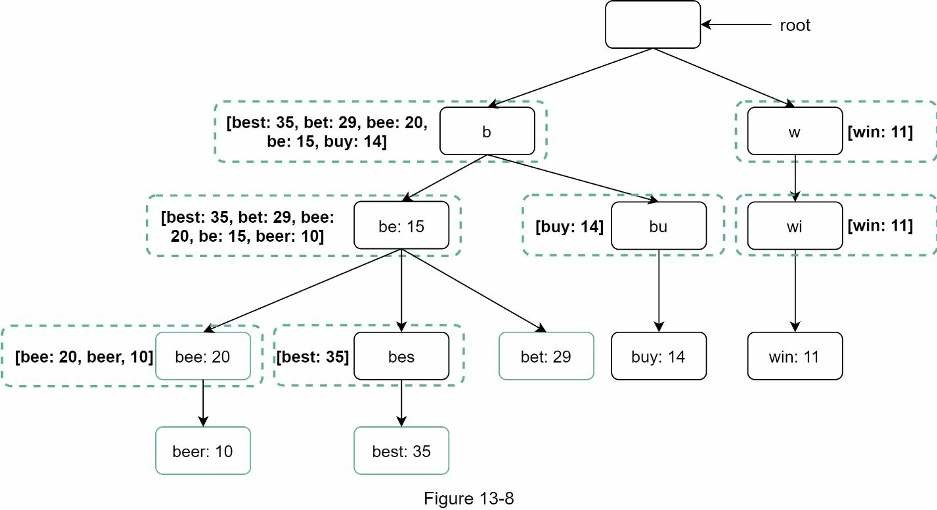 root
[best: 35, bet: 29, bee: 20,
be: 15, buy: 14]
b
w
[win: 11]
[best: 35, bet: 29, bee:
20, be: 15, beer: 10]
be: 15
[buy: 14]
bu
wi
[win: 11]
[bee: 20, beer, 10]
bee: 20
[best: 35]
bes
bet: 29
buy: 14
win: 11
beer: 10
best: 35
Figure 13-8